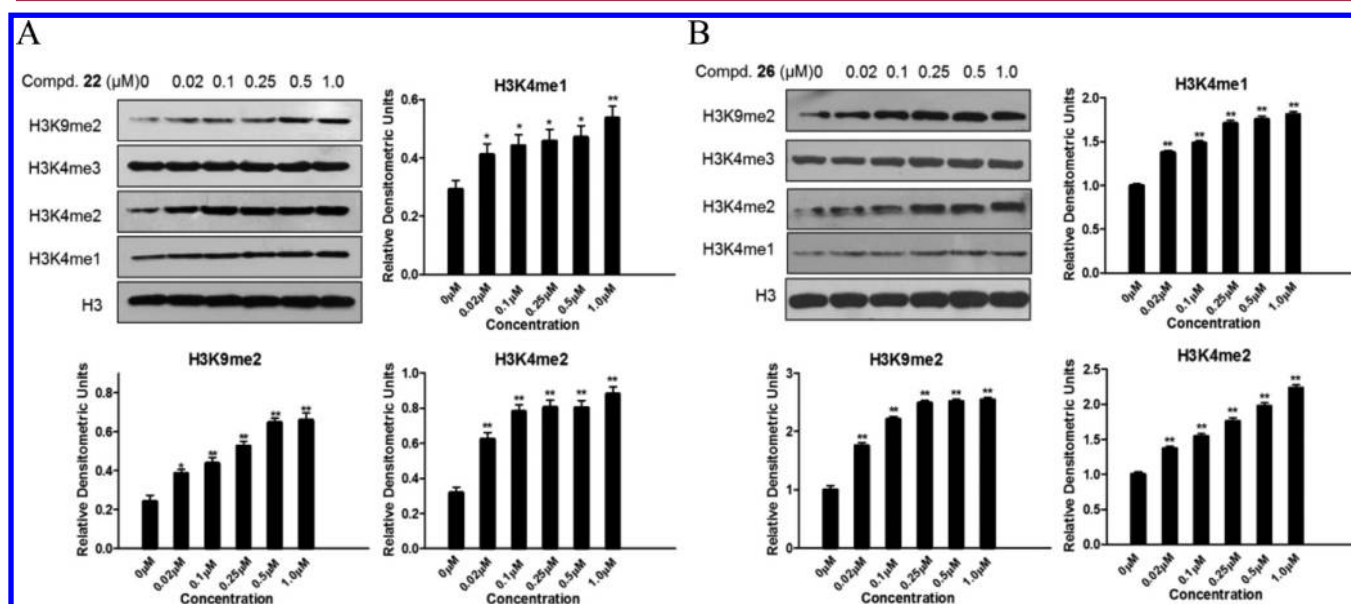 A
Compd. 22 (µM)0 0.02 0.1 0.25 0.5 1.0
H3K9me2
H3K4me3
H3K4me2
H3K4me1
H3
H3K4me1
Relative Densitometric Units
0.6
0.4
0.2
0.0
* * * * **
0µM 0.02µM 0.1µM 0.25µM 0.5µM 1.0µM
Concentration
H3K9me2
Relative Densitometric Units
0.8
0.6
0.4
0.2
0.0
* ** ** ** **
0µM 0.02µM 0.1µM 0.25µM 0.5µM 1.0µM
Concentration
H3K4me2
Relative Densitometric Units
1.0
0.8
0.6
0.4
0.2
0.0
** ** ** ** **
0µM 0.02µM 0.1µM 0.25µM 0.5µM 1.0µM
Concentration
B
Compd. 26 (µM)0 0.02 0.1 0.25 0.5 1.0
H3K9me2
H3K4me3
H3K4me2
H3K4me1
H3
H3K4me1
Relative Densitometric Units
2.0
1.5
1.0
0.5
0.0
** ** ** ** **
0µM 0.02µM 0.1µM 0.25µM 0.5µM 1.0µM
Concentration
H3K9me2
Relative Densitometric Units
3
2
1
0
** ** ** ** **
0µM 0.02µM 0.1µM 0.25µM 0.5µM 1.0µM
Concentration
H3K4me2
Relative Densitometric Units
2.5
2.0
1.5
1.0
0.5
0.0
** ** ** ** **
0µM 0.02µM 0.1µM 0.25µM 0.5µM 1.0µM
Concentration